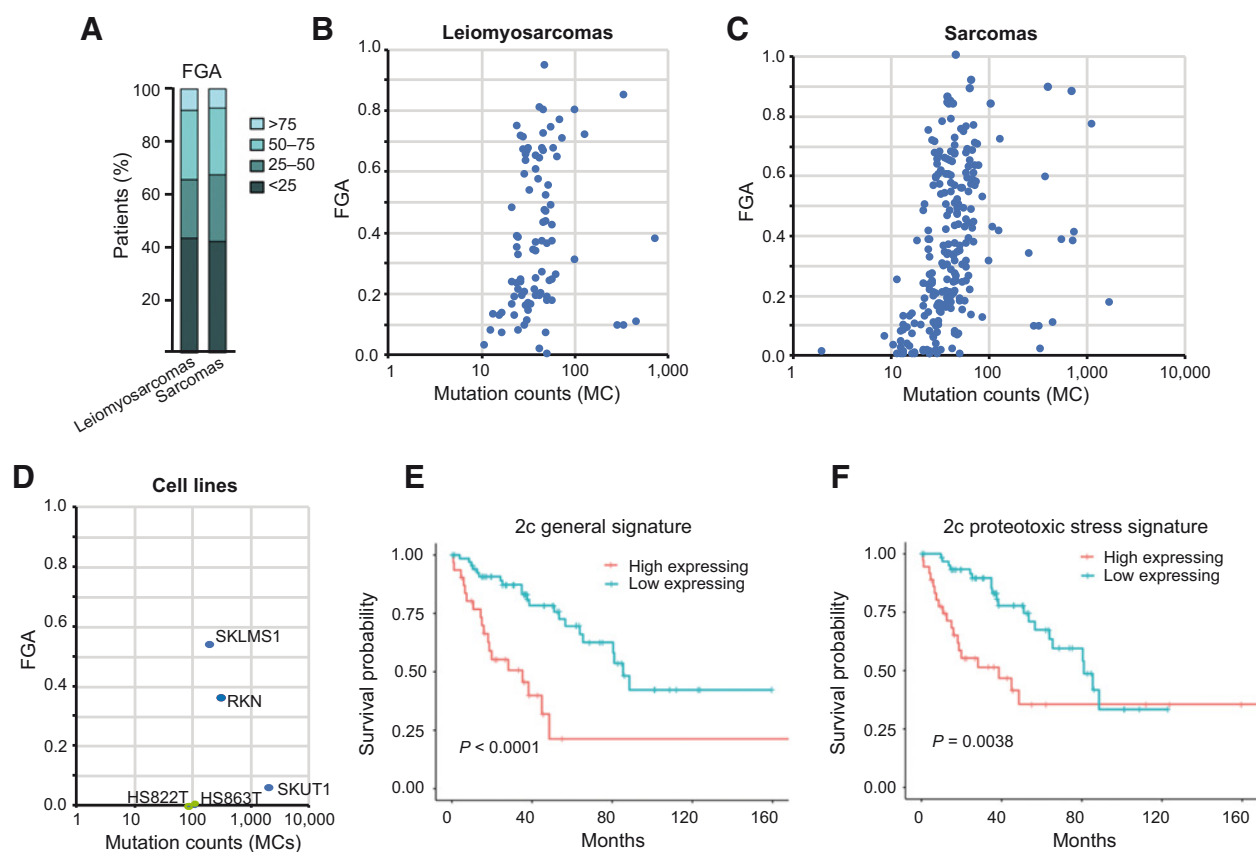 A
FGA
Patients (%)
100
80
60
40
20
Leiomyosarcomas
Sarcomas
>75
50–75
25–50
<25
B
Leiomyosarcomas
FGA
1.0
0.8
0.6
0.4
0.2
0.0
1
10
100
1,000
Mutation counts (MC)
C
Sarcomas
FGA
1.0
0.8
0.6
0.4
0.2
0.0
1
10
100
1,000
10,000
Mutation counts (MC)
D
Cell lines
FGA
1.0
0.8
0.6
0.4
0.2
0.0
SKLMS1
RKN
HS822T
HS863T
SKUT1
1
10
100
1,000
10,000
Mutation counts (MCs)
E
2c general signature
Survival probability
1.00
0.75
0.50
0.25
0.00
High expressing
Low expressing
P < 0.0001
0
40
80
120
160
Months
F
2c proteotoxic stress signature
Survival probability
1.00
0.75
0.50
0.25
0.00
High expressing
Low expressing
P = 0.0038
0
40
80
120
160
Months